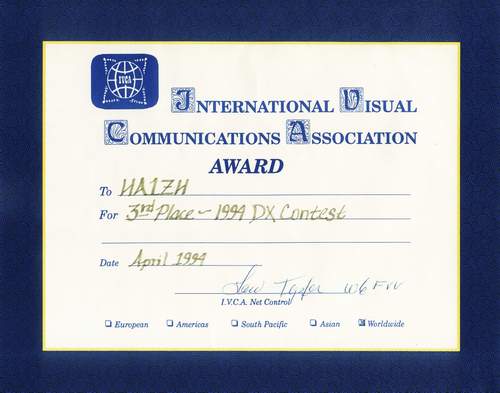 IVCA
INTERNATIONAL VISUAL
COMMUNICATIONS ASSOCIATION
AWARD
To HA1ZH
For 3rd Place - 1994 DX Contest
Date April 1994
W6FVV
I.V.C.A. Net Control
European Americas South Pacific Asian Worldwide